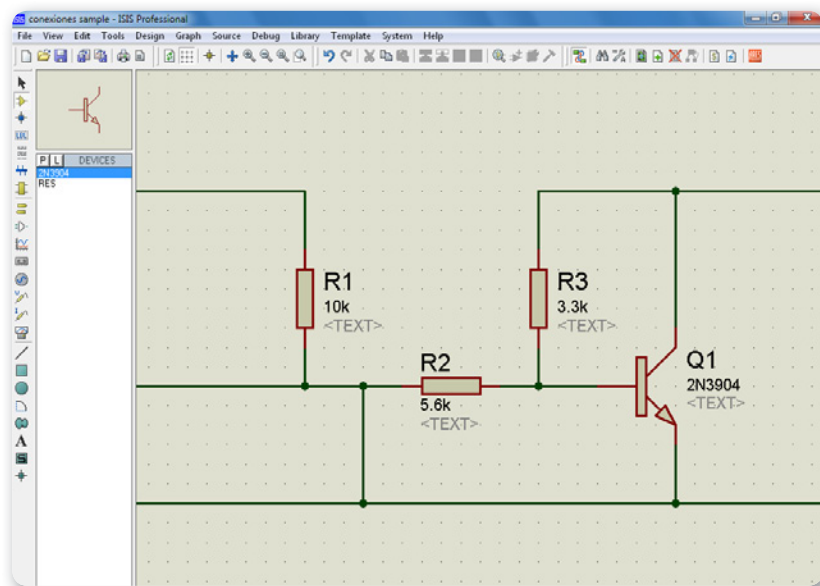 conexiones sample - ISIS Professional
File View Edit Tools Design Graph Source Debug Library Template System Help
P L DEVICES
2N3904
RES
R1
10k
<TEXT>
R3
3.3k
<TEXT>
R2
5.6k
<TEXT>
Q1
2N3904
<TEXT>